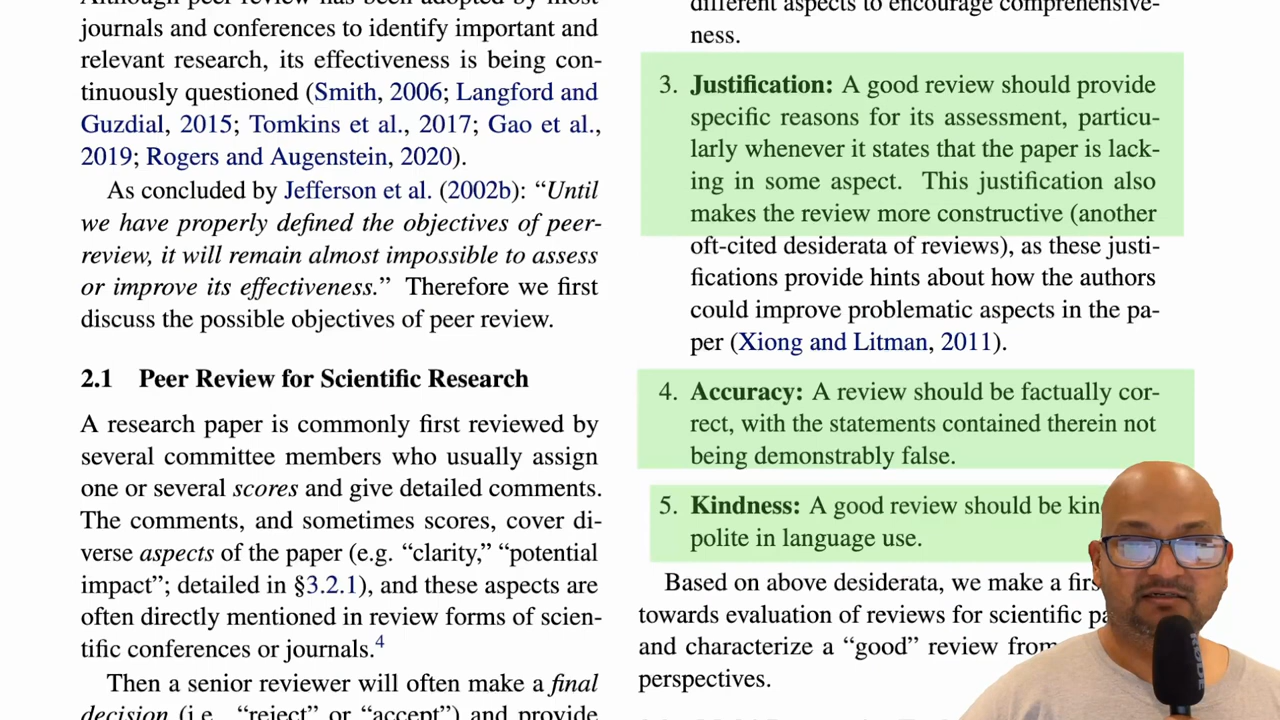 Although peer review has been adopted by most
journals and conferences to identify important and
relevant research, its effectiveness is being con-
tinuously questioned (Smith, 2006; Langford and
Guzdial, 2015; Tomkins et al., 2017; Gao et al.,
2019; Rogers and Augenstein, 2020).
As concluded by Jefferson et al. (2002b): “Until
we have properly defined the objectives of peer-
review, it will remain almost impossible to assess
or improve its effectiveness.” Therefore we first
discuss the possible objectives of peer review.
2.1 Peer Review for Scientific Research
A research paper is commonly first reviewed by
several committee members who usually assign
one or several scores and give detailed comments.
The comments, and sometimes scores, cover di-
verse aspects of the paper (e.g. “clarity,” “potential
impact”; detailed in §3.2.1), and these aspects are
often directly mentioned in review forms of scien-
tific conferences or journals.4
Then a senior reviewer will often make a final
decision (i.e., “reject” or “accept”) and provide
different aspects to encourage comprehensive-
ness.
3. Justification: A good review should provide
specific reasons for its assessment, particu-
larly whenever it states that the paper is lack-
ing in some aspect. This justification also
makes the review more constructive (another
oft-cited desiderata of reviews), as these justi-
fications provide hints about how the authors
could improve problematic aspects in the pa-
per (Xiong and Litman, 2011).
4. Accuracy: A review should be factually cor-
rect, with the statements contained therein not
being demonstrably false.
5. Kindness: A good review should be kin
polite in language use.
Based on above desiderata, we make a fir
towards evaluation of reviews for scientific pa
and characterize a “good” review from
perspectives.
RODE